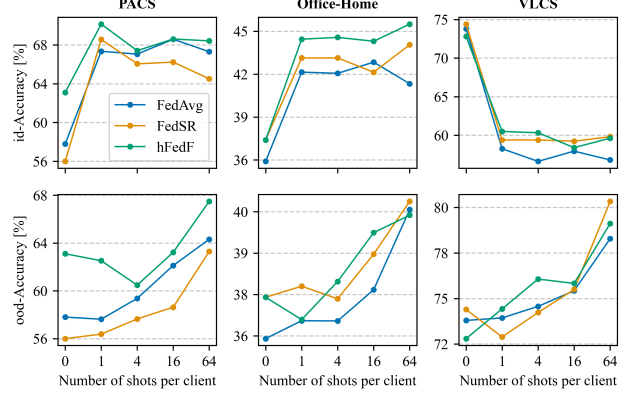 PACS Office-Home VLCS
id-Accuracy [%]
68
64
60
56
FedAvg
FedSR
hFedF
45
42
39
36
75
70
65
60
ood-Accuracy [%]
68
64
60
56
40
38
36
80
78
75
72
0 1 4 16 64 0 1 4 16 64 0 1 4 16 64
Number of shots per client Number of shots per client Number of shots per client